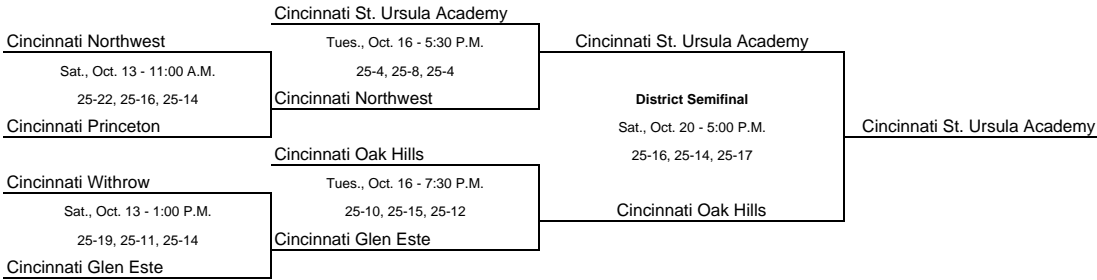 Cincinnati St. Ursula Academy
Cincinnati Northwest
Tues., Oct. 16 - 5:30 P.M.
Cincinnati St. Ursula Academy
Sat., Oct. 13 - 11:00 A.M.
25-4, 25-8, 25-4
25-22, 25-16, 25-14
Cincinnati Northwest
District Semifinal
Cincinnati Princeton
Sat., Oct. 20 - 5:00 P.M.
Cincinnati St. Ursula Academy
Cincinnati Oak Hills
25-16, 25-14, 25-17
Cincinnati Withrow
Tues., Oct. 16 - 7:30 P.M.
Sat., Oct. 13 - 1:00 P.M.
25-10, 25-15, 25-12
Cincinnati Oak Hills
25-19, 25-11, 25-14
Cincinnati Glen Este
Cincinnati Glen Este